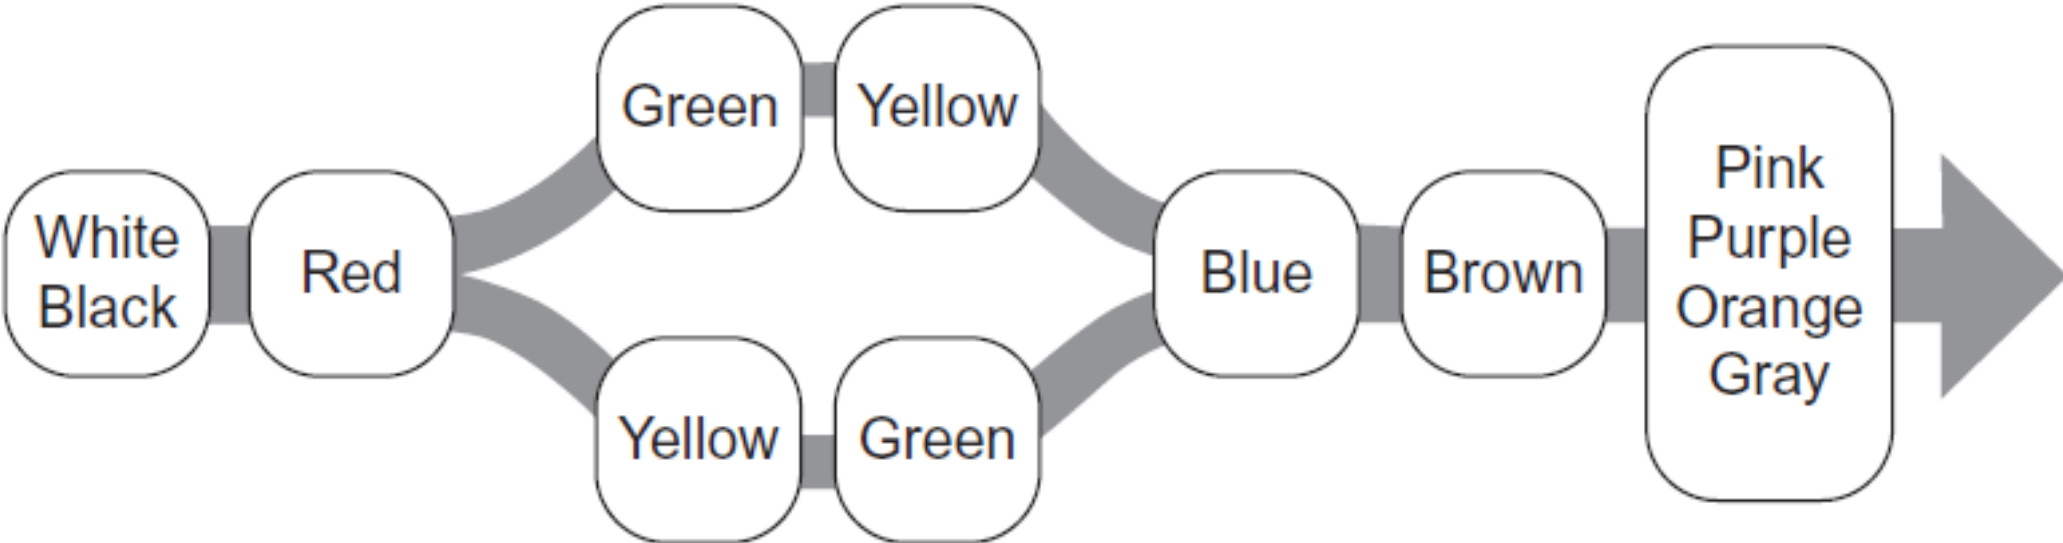 White
Black
Red
Green
Yellow
Yellow
Green
Blue
Brown
Pink
Purple
Orange
Gray